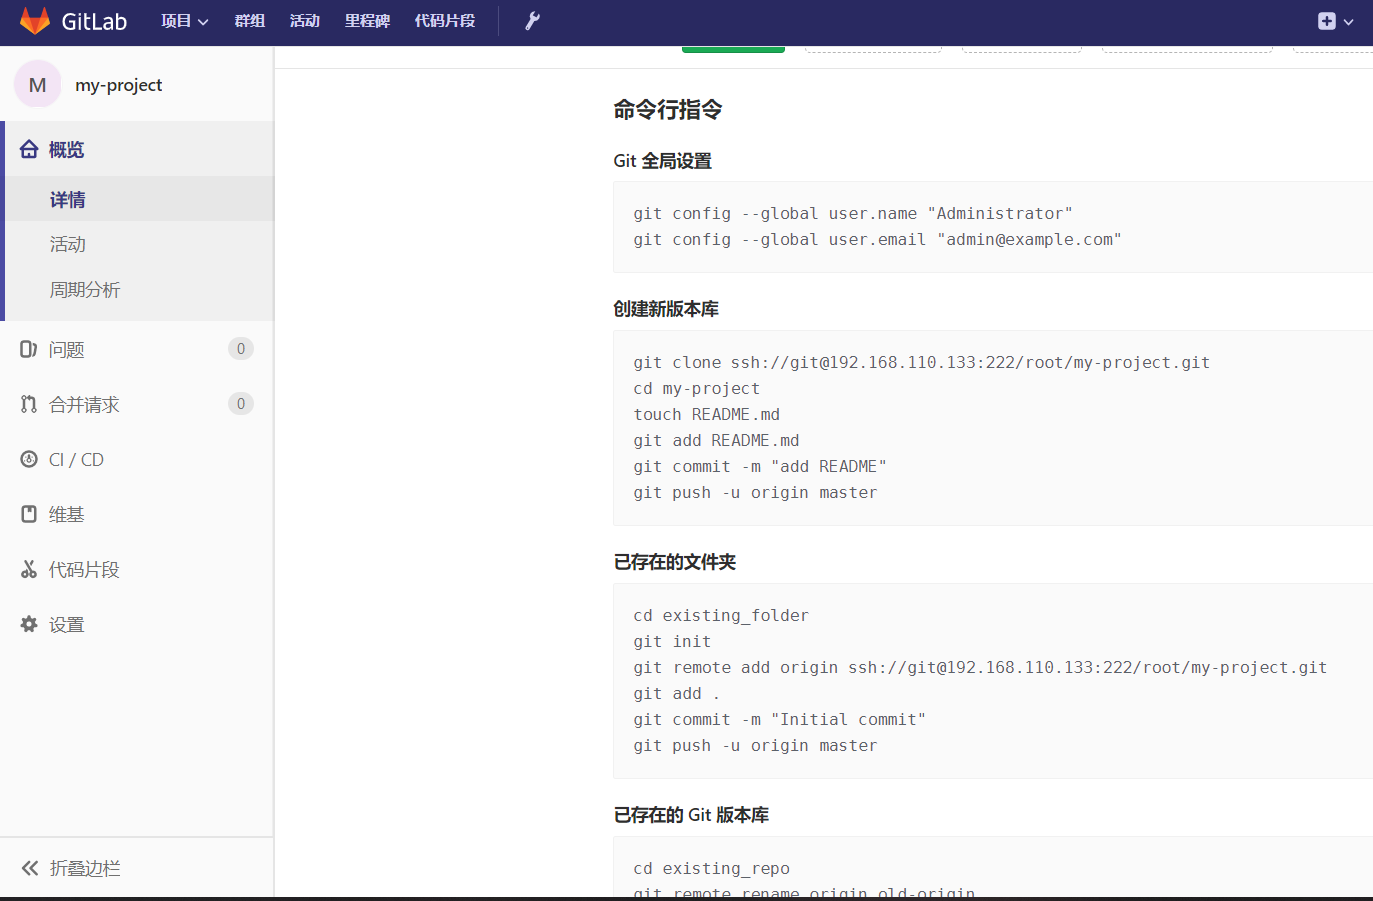 GitLab 项目 群组 活动 里程碑 代码片段
M my-project
概览
详情
活动
周期分析
问题 0
合并请求 0
CI / CD
维基
代码片段
设置
折叠边栏
命令行指令
Git 全局设置
git config --global user.name "Administrator"
git config --global user.email "admin@example.com"
创建新版本库
git clone ssh://git@192.168.110.133:222/root/my-project.git
cd my-project
touch README.md
git add README.md
git commit -m "add README"
git push -u origin master
已存在的文件夹
cd existing_folder
git init
git remote add origin ssh://git@192.168.110.133:222/root/my-project.git
git add .
git commit -m "Initial commit"
git push -u origin master
已存在的 Git 版本库
cd existing_repo
git remote rename origin old-origin